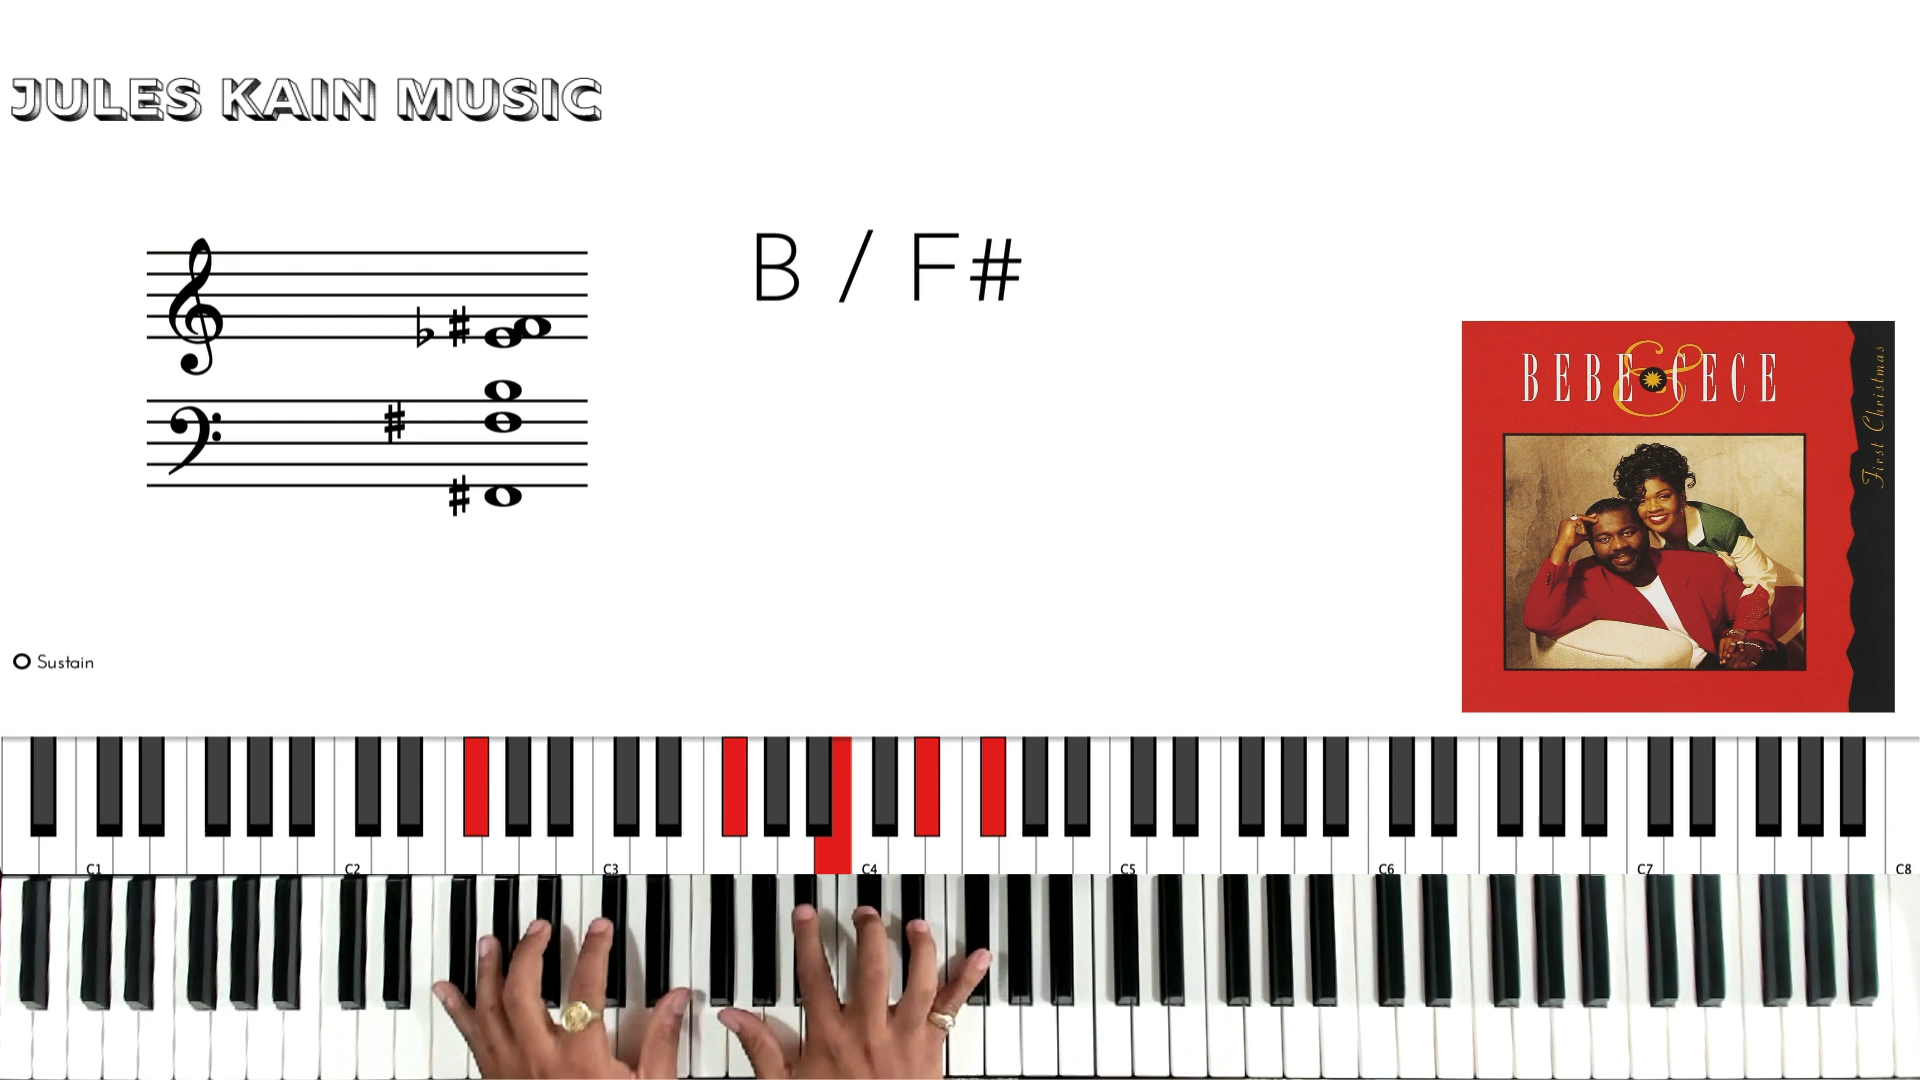 JULES KAIN MUSIC
B / F#
BEBE & CECE
First Christmas
Sustain
C1
C2
C3
C4
C5
C6
C7
C8